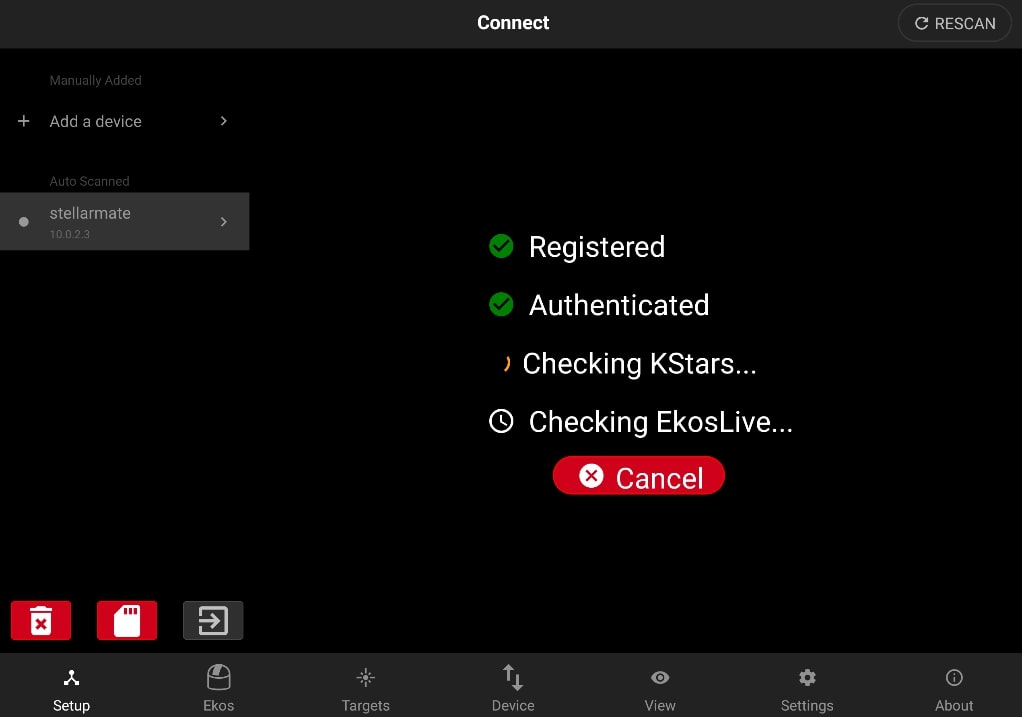 Connect
RESCAN
Manually Added
Add a device
Auto Scanned
stellarmate
10.0.2.3
Registered
Authenticated
Checking KStars...
Checking EkosLive...
Cancel
Setup
Ekos
Targets
Device
View
Settings
About